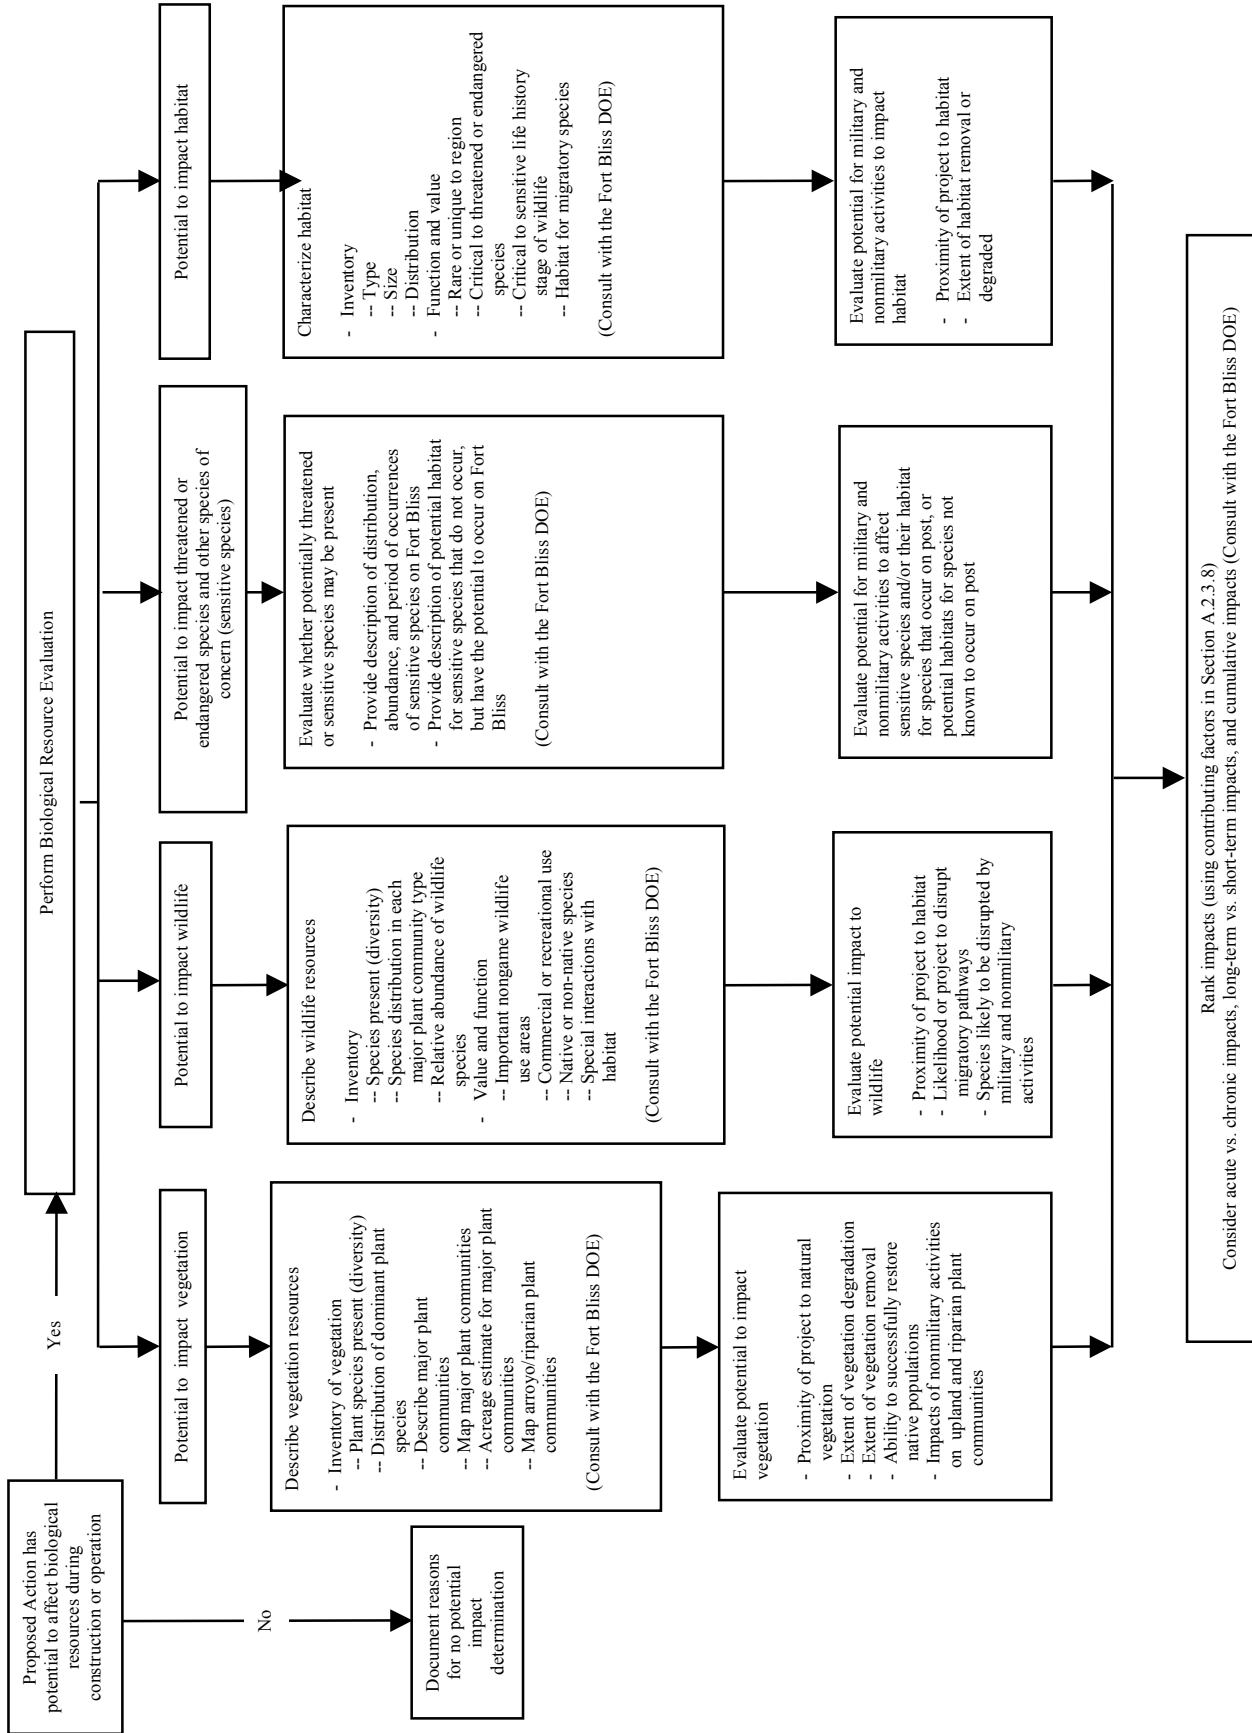 Proposed Action has
potential to affect biological
resources during
construction or operation
Yes
No
Document reasons
for no potential
impact
determination
Perform Biological Resource Evaluation
Potential to impact  vegetation
Describe vegetation resources
- Inventory of vegetation
-- Plant species present (diversity)
-- Distribution of dominant plant
species
-- Describe major plant
communities
-- Map major plant communities
-- Acreage estimate for major plant
communities
-- Map arroyo/riparian plant
communities
(Consult with the Fort Bliss DOE)
Evaluate potential to impact
vegetation
- Proximity of project to natural
vegetation
- Extent of vegetation degradation
- Extent of vegetation removal
- Ability to successfully restore
native populations
- Impacts of nonmilitary activities
on  upland and riparian plant
communities
Potential to impact wildlife
Describe wildlife resources
- Inventory
-- Species present (diversity)
-- Species distribution in each
major plant community type
-- Relative abundance of wildlife
species
- Value and function
-- Important nongame wildlife
use areas
-- Commercial or recreational use
-- Native or non-native species
-- Special interactions with
habitat
(Consult with the Fort Bliss DOE)
Evaluate potential impact to
wildlife
- Proximity of project to habitat
- Likelihood or project to disrupt
migratory pathways
- Species likely to be disrupted by
military and nonmilitary
activities
Potential to impact threatened or
endangered species and other species of
concern (sensitive species)
Evaluate whether potentially threatened
or sensitive species may be present
- Provide description of distribution,
abundance, and period of occurrences
of sensitive species on Fort Bliss
- Provide description of potential habitat
for sensitive species that do not occur,
but have the potential to occur on Fort
Bliss
(Consult with the Fort Bliss DOE)
Evaluate potential for military and
nonmilitary activities to affect
sensitive species and/or their habitat
for species that occur on post, or
potential habitats for species not
known to occur on post
Potential to impact habitat
Characterize habitat
- Inventory
-- Type
-- Size
-- Distribution
- Function and value
-- Rare or unique to region
-- Critical to threatened or endangered
species
-- Critical to sensitive life history
stage of wildlife
-- Habitat for migratory species
(Consult with the Fort Bliss DOE)
Evaluate potential for military and
nonmilitary activities to impact
habitat
- Proximity of project to habitat
- Extent of habitat removal or
degraded
Rank impacts (using contributing factors in Section A.2.3.8)
Consider acute vs. chronic impacts, long-term vs. short-term impacts, and cumulative impacts (Consult with the Fort Bliss DOE)